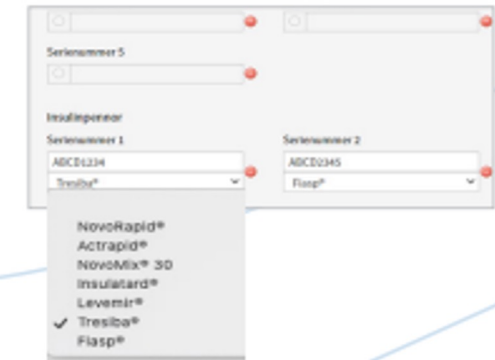 Serienummer 5
Insulinpennor
Serienummer 1
Serienummer 2
ABCD1234
ABCD2345
Tresiba®
Fiasp®
NovoRapid®
Actrapid®
NovoMix® 30
Insulatard®
Levemir®
Tresiba®
Fiasp®